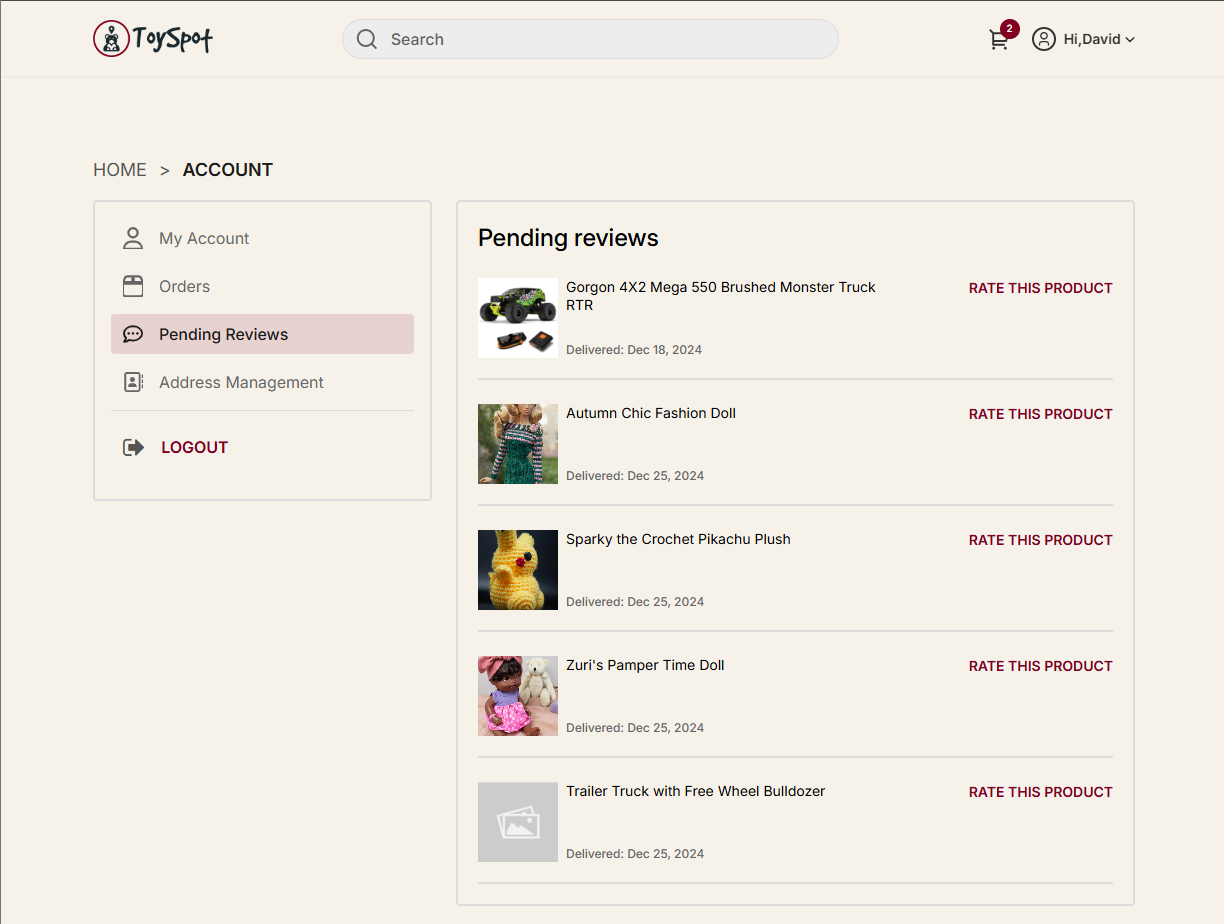 ToySpot
Search
2
Hi,David
HOME > ACCOUNT
My Account
Orders
Pending Reviews
Address Management
LOGOUT
Pending reviews
Gorgon 4X2 Mega 550 Brushed Monster Truck
RTR
RATE THIS PRODUCT
Delivered: Dec 18, 2024
Autumn Chic Fashion Doll
RATE THIS PRODUCT
Delivered: Dec 25, 2024
Sparky the Crochet Pikachu Plush
RATE THIS PRODUCT
Delivered: Dec 25, 2024
Zuri's Pamper Time Doll
RATE THIS PRODUCT
Delivered: Dec 25, 2024
Trailer Truck with Free Wheel Bulldozer
RATE THIS PRODUCT
Delivered: Dec 25, 2024